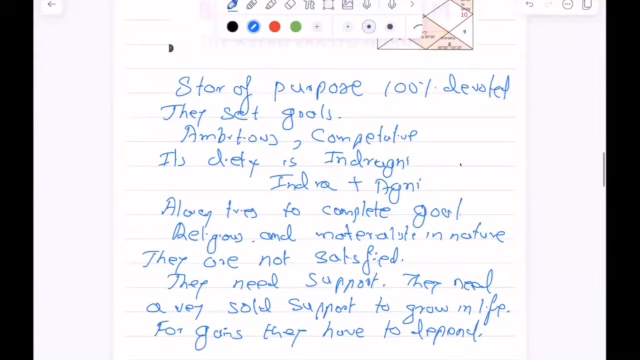 Star of purpose 100% devoted
They set goals.
Ambitious, Competative
Its diety is Indragni
Indra + Agni
Alway tries to complete goal
Religious and materialistic in nature
They are not satisfied.
They need support. They need
a very solid support to grow in life.
For gains they have to depend.